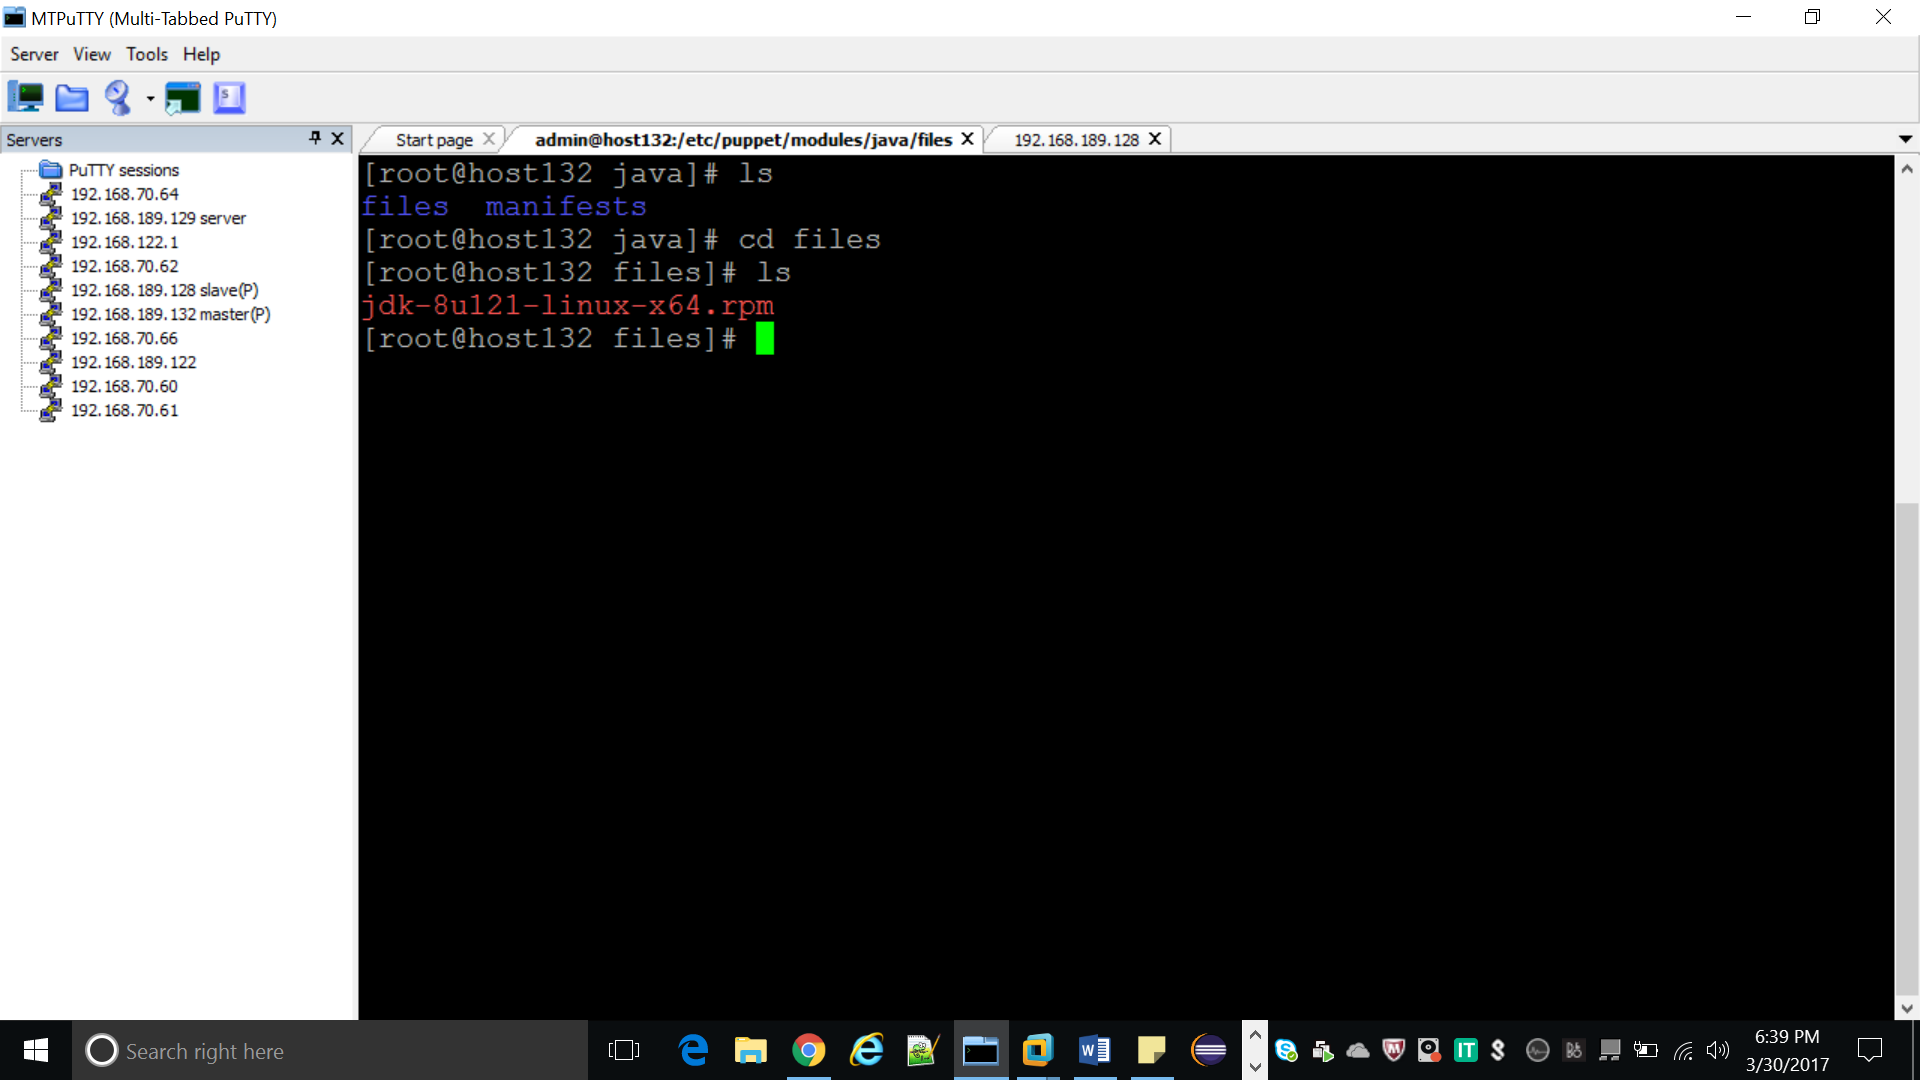 MTPuTTY (Multi-Tabbed PuTTY)
Server View Tools Help
Servers
PuTTY sessions
192.168.70.64
192.168.189.129 server
192.168.122.1
192.168.70.62
192.168.189.128 slave(P)
192.168.189.132 master(P)
192.168.70.66
192.168.189.122
192.168.70.60
192.168.70.61
Start page admin@host132:/etc/puppet/modules/java/files 192.168.189.128
[root@host132 java]# ls
files manifests
[root@host132 java]# cd files
[root@host132 files]# ls
jdk-8u121-linux-x64.rpm
[root@host132 files]#
Search right here
IT
6:39 PM
3/30/2017